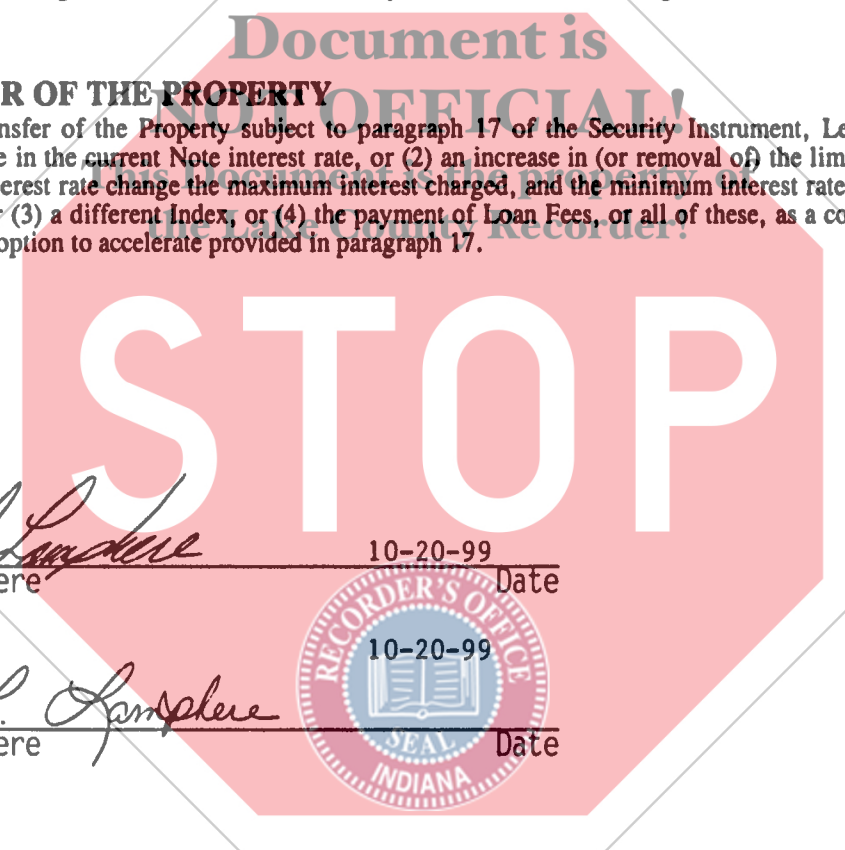 Document is
R OF THE PROPERTY
NOT OFFICIAL!
nsfer of the Property subject to paragraph 17 of the Security Instrument, Le
e in the current Note interest rate, or (2) an increase in (or removal of) the lim
This Document is the property of
erest rate change the maximum interest charged, and the minimum interest rate
r (3) a different Index, or (4) the payment of Loan Fees, or all of these, as a co
the Lake County Recorder!
option to accelerate provided in paragraph 17.
STOP
Lamphere 10-20-99
ere Date
RECORDER'S OFFICE
10-20-99
Lamphere
SEAL
ere Date
INDIANA